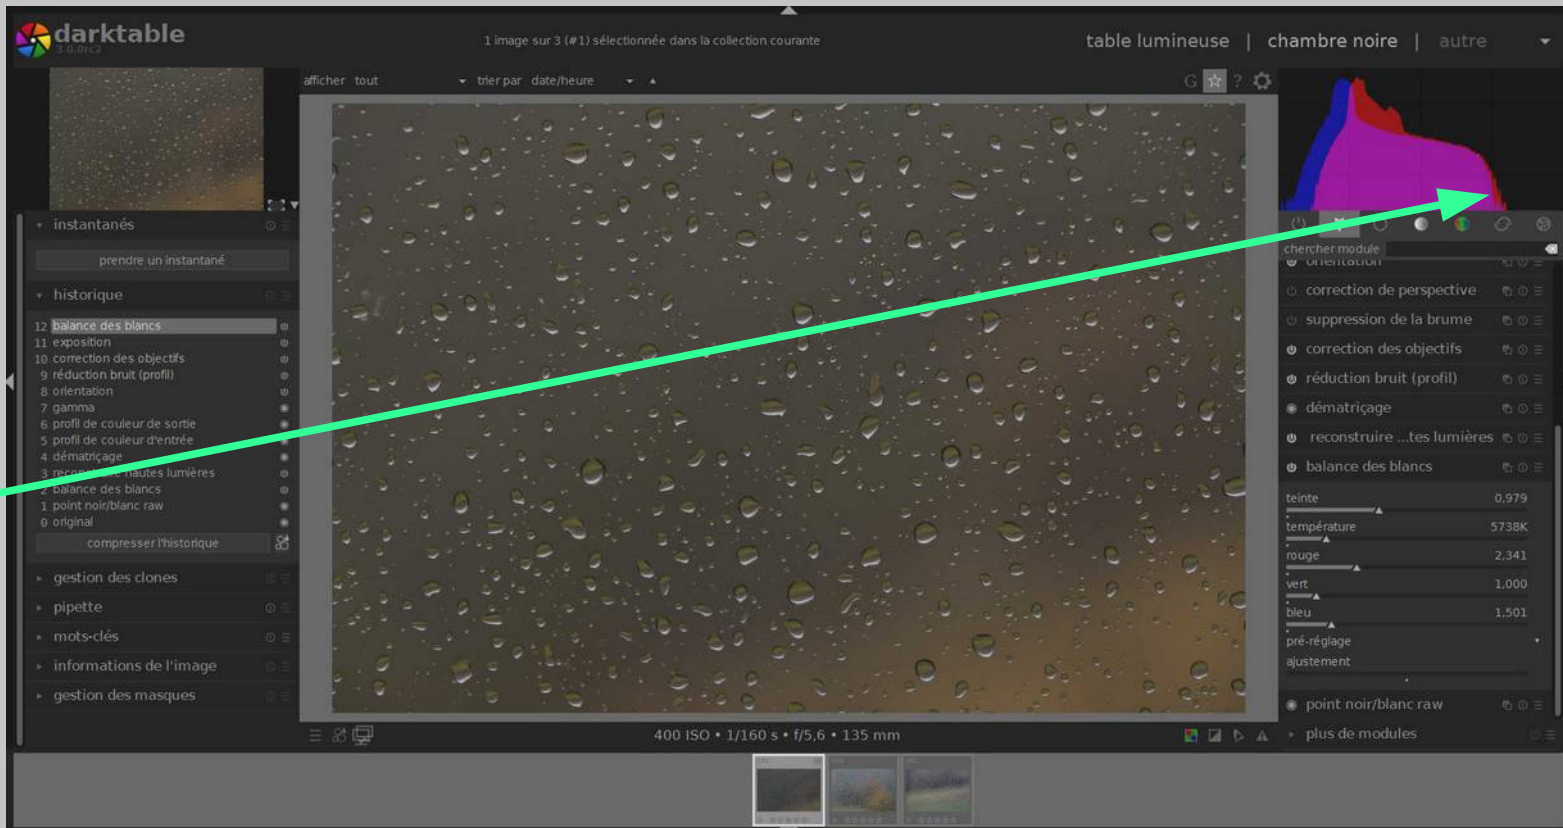 darktable
3.0.0rc2
1 image sur 3 (#1) sélectionnée dans la collection courante
table lumineuse | chambre noire | autre
afficher tout
trier par date/heure
G ?
instantanés
prendre un instantané
historique
12 balance des blancs
11 exposition
10 correction des objectifs
9 réduction bruit (profil)
8 orientation
7 gamma
6 profil de couleur de sortie
5 profil de couleur d'entrée
4 dématriçage
3 reconstruire hautes lumières
2 balance des blancs
1 point noir/blanc raw
0 original
compresser l'historique
gestion des clones
pipette
mots-clés
informations de l'image
gestion des masques
400 ISO • 1/160 s • f/5,6 • 135 mm
chercher module
orientation
correction de perspective
suppression de la brume
correction des objectifs
réduction bruit (profil)
dématriçage
reconstruire ...tes lumières
balance des blancs
teinte 0,979
température 5738K
rouge 2,341
vert 1,000
bleu 1,501
pré-réglage
ajustement
point noir/blanc raw
plus de modules